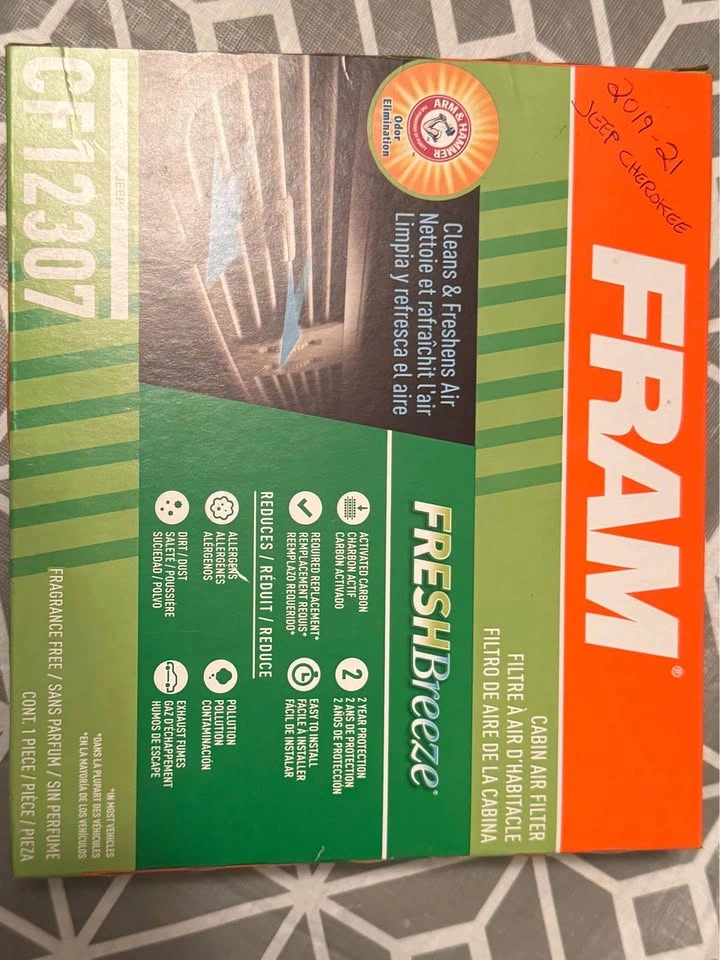 2019-21
JEEP CHEROKEE
FRAM®
CABIN AIR FILTER
FILTRE À AIR D'HABITACLE
FILTRO DE AIRE DE LA CABINA
ARM & HAMMER
Odor
Elimination
Cleans & Freshens Air
Nettoie et rafraîchit l'air
Limpia y refresca el aire
FRESHBreeze®
ACTIVATED CARBON
CHARBON ACTIF
CARBÓN ACTIVADO
2
2 YEAR PROTECTION
2 ANS DE PROTECTION
2 AÑOS DE PROTECCIÓN
REQUIRED REPLACEMENT*
REMPLACEMENT REQUIS*
REEMPLAZO REQUERIDO*
EASY TO INSTALL
FACILE À INSTALLER
FÁCIL DE INSTALAR
REDUCES / RÉDUIT / REDUCE
ALLERGENS
ALLERGÈNES
ALERGENOS
POLLUTION
POLLUTION
CONTAMINACIÓN
DIRT / DUST
SALETÉ / POUSSIÈRE
SUCIEDAD / POLVO
EXHAUST FUMES
GAZ D'ÉCHAPPEMENT
HUMOS DE ESCAPE
JEEP
CF12307
*IN MOST VEHICLES
*DANS LA PLUPART DES VÉHICULES
*EN LA MAYORÍA DE LOS VEHÍCULOS
FRAGRANCE FREE / SANS PARFUM / SIN PERFUME
CONT. 1 PIECE / PIÈCE / PIEZA